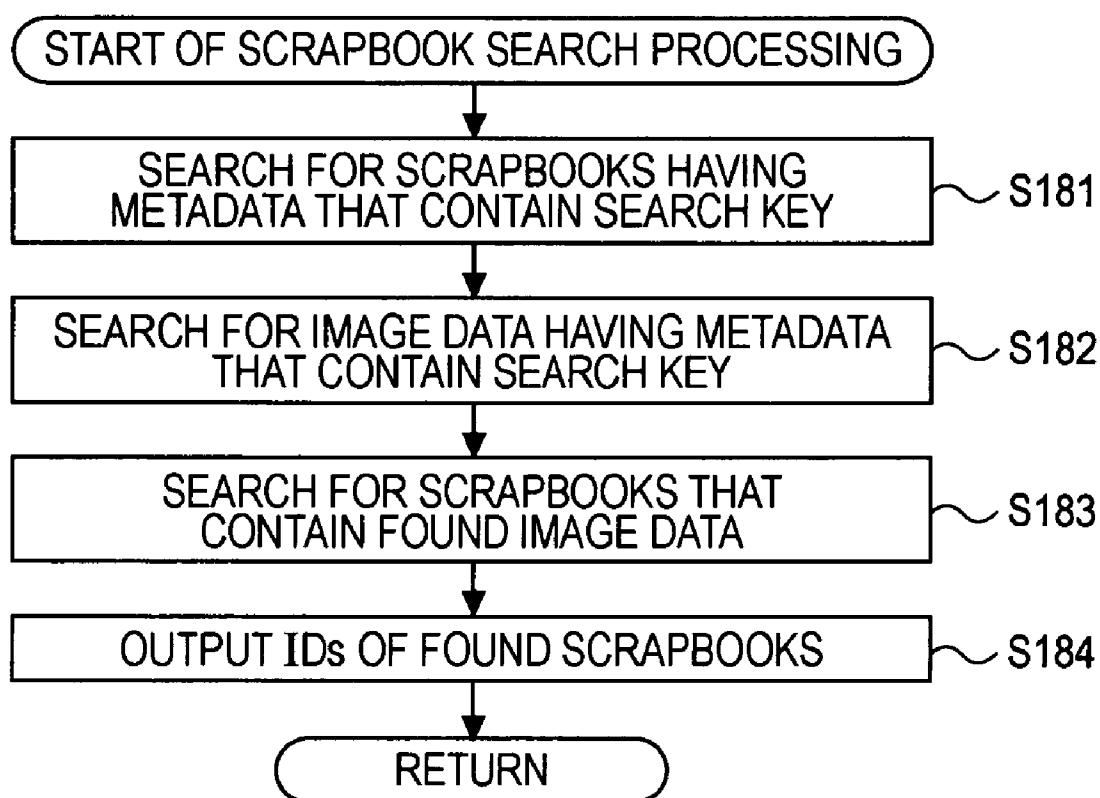 START OF SCRAPBOOK SEARCH PROCESSING
SEARCH FOR SCRAPBOOKS HAVING
METADATA THAT CONTAIN SEARCH KEY
S181
SEARCH FOR IMAGE DATA HAVING METADATA
THAT CONTAIN SEARCH KEY
S182
SEARCH FOR SCRAPBOOKS THAT
CONTAIN FOUND IMAGE DATA
S183
OUTPUT IDs OF FOUND SCRAPBOOKS
S184
RETURN